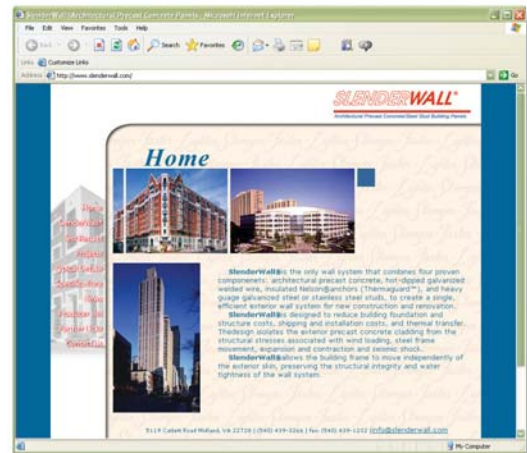 SlenderWall Architectural Precast Concrete Panels - Microsoft Internet Explorer
File Edit View Favorites Tools Help
Search Favorites
Links Customize Links
Address http://www.slenderwall.com/ Go
SLENDERWALL®
Architectural Precast Concrete/Steel Stud Building Panels
Home
Home
Projects
News
Contact Us
SlenderWall®is the only wall system that combines four proven
components: architectural precast concrete, hot-dipped galvanized
welded wire, insulated Nelson®anchors (Thermaguard™), and heavy
guage galvanized steel or stainless steel studs, to create a single,
efficient exterior wall system for new construction and renovation.
SlenderWall®is designed to reduce building foundation and
structure costs, shipping and installation costs, and thermal transfer.
Thedesign isolates the exterior precast concrete cladding from the
structural stresses associated with wind loading, steel frame
movement, expansion and contraction and seismic shock.
SlenderWall®allows the building frame to move independently of
the exterior skin, preserving the structural integrity and water
tightness of the wall system.
5119 Catlett Road Midland, VA 22728 | (540) 439-3266 | fax (540) 439-1232 |info@slenderwall.com
My Computer